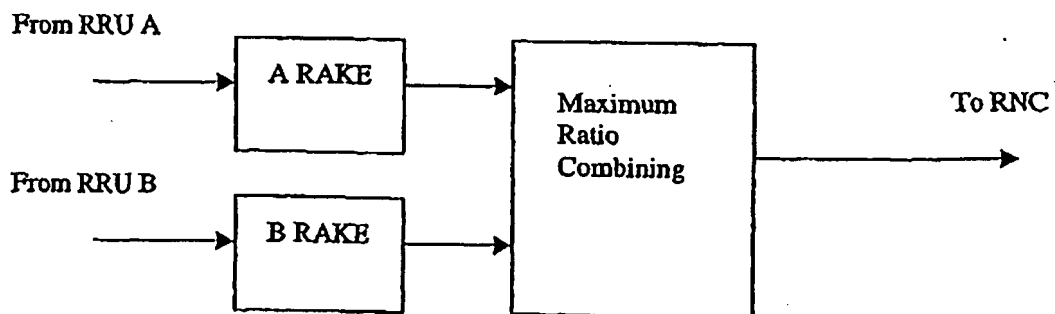 From RRU A
A RAKE
Maximum
Ratio
Combining
To RNC
From RRU B
B RAKE